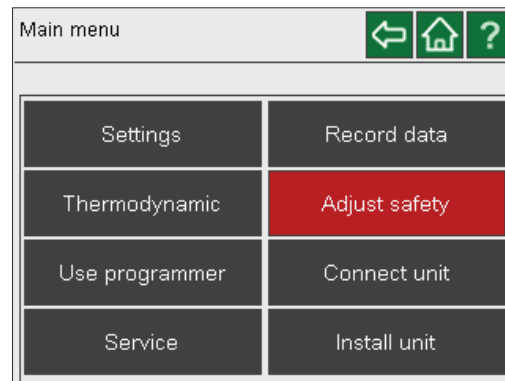 Main menu
?
Settings
Record data
Thermodynamic
Adjust safety
Use programmer
Connect unit
Service
Install unit